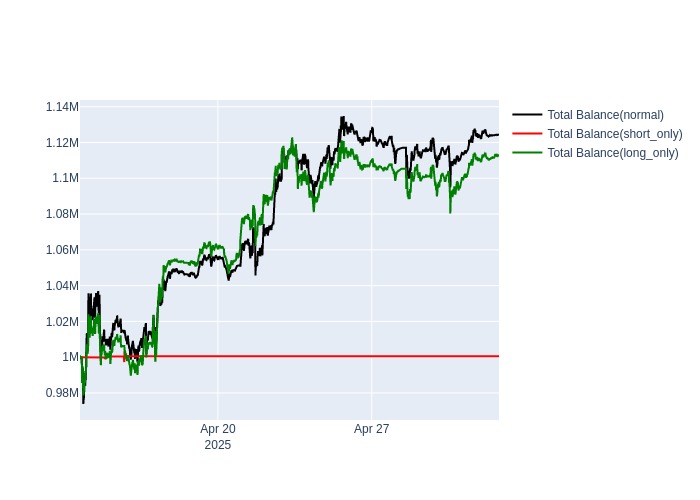 1.14M
1.12M
1.1M
1.08M
1.06M
1.04M
1.02M
1M
0.98M
Apr 20
2025
Apr 27
Total Balance(normal)
Total Balance(short_only)
Total Balance(long_only)